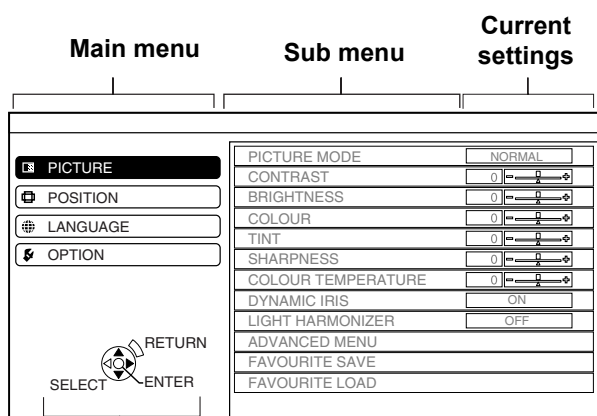 Main menu
Sub menu
Current
settings
PICTURE
POSITION
LANGUAGE
OPTION
PICTURE MODE NORMAL
CONTRAST 0
BRIGHTNESS 0
COLOUR 0
TINT 0
SHARPNESS 0
COLOUR TEMPERATURE 0
DYNAMIC IRIS ON
LIGHT HARMONIZER OFF
ADVANCED MENU
FAVOURITE SAVE
FAVOURITE LOAD
RETURN
SELECT
ENTER